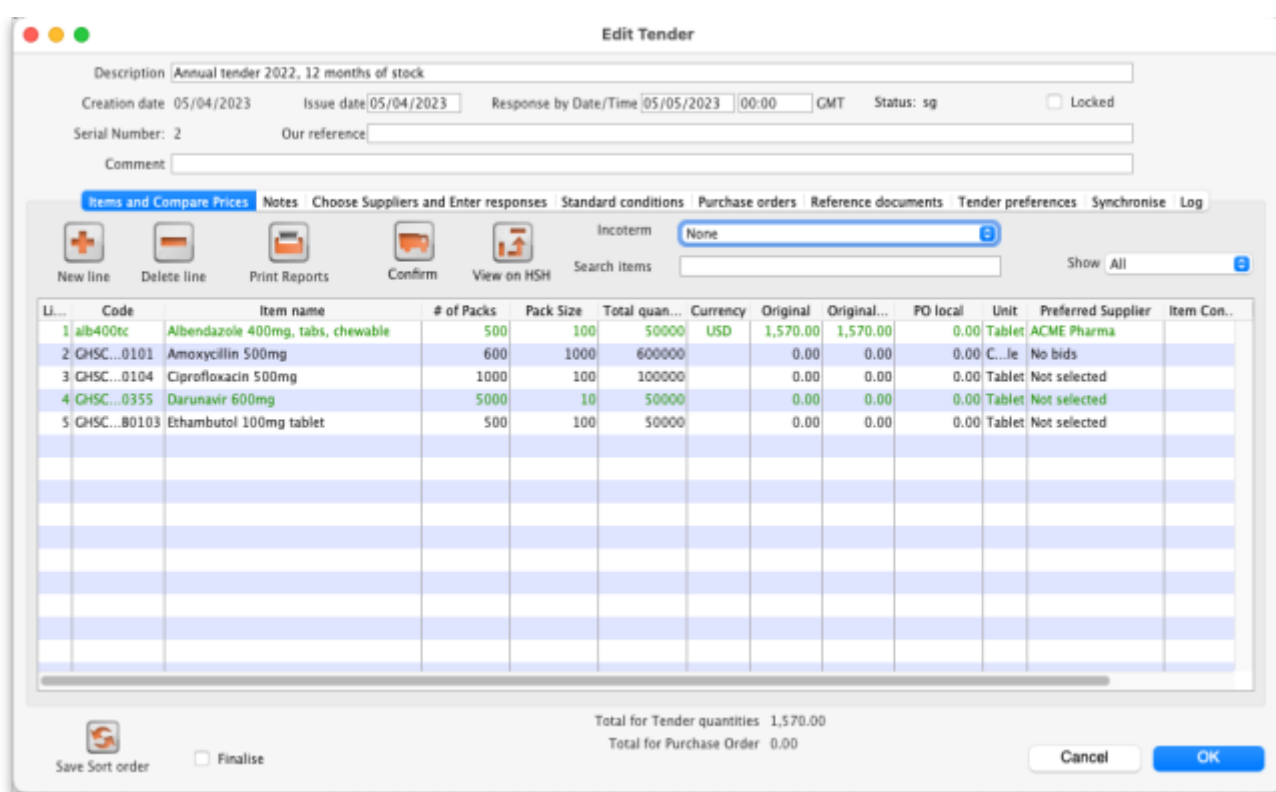 Edit Tender
Description Annual tender 2022, 12 months of stock
Creation date 05/04/2023 Issue date 05/04/2023 Response by Date/Time 05/05/2023 00:00 GMT Status: sg Locked
Serial Number: 2 Our reference
Comment
Items and Compare Prices Notes Choose Suppliers and Enter responses Standard conditions Purchase orders Reference documents Tender preferences Synchronise Log
Incoterm None
New line Delete line Print Reports Confirm View on HSH Search items Show All
Li... Code Item name # of Packs Pack Size Total quan... Currency Original Original... PO local Unit Preferred Supplier Item Con..
1 alb400tc Albendazole 400mg, tabs, chewable 500 100 50000 USD 1,570.00 1,570.00 0.00 Tablet ACME Pharma
2 GHSC...0101 Amoxycillin 500mg 600 1000 600000 0.00 0.00 0.00 C...le No bids
3 GHSC...0104 Ciprofloxacin 500mg 1000 100 100000 0.00 0.00 0.00 Tablet Not selected
4 GHSC...0355 Darunavir 600mg 5000 10 50000 0.00 0.00 0.00 Tablet Not selected
5 GHSC...80103 Ethambutol 100mg tablet 500 100 50000 0.00 0.00 0.00 Tablet Not selected
Total for Tender quantities 1,570.00
Total for Purchase Order 0.00
Save Sort order Finalise Cancel OK